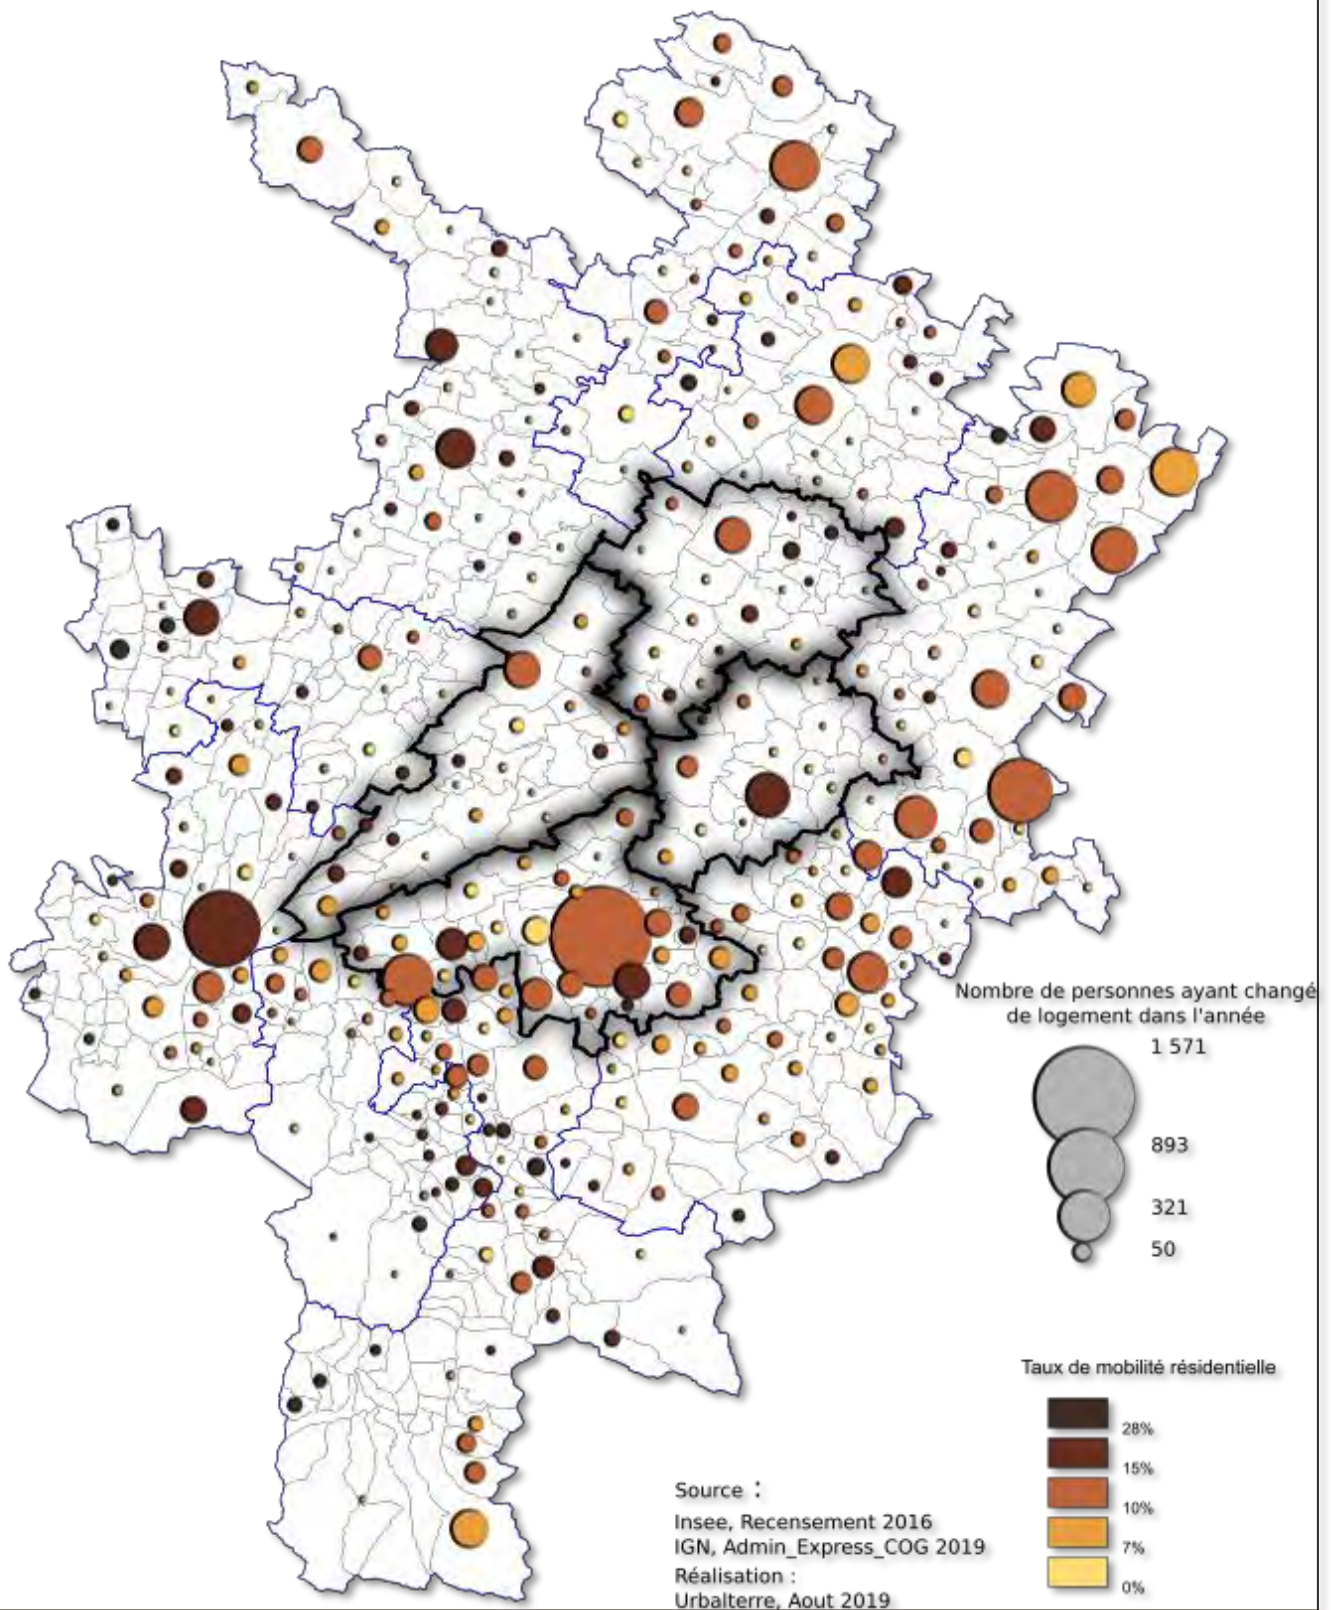 Nombre de personnes ayant changé
de logement dans l'année
1 571
893
321
50
Taux de mobilité résidentielle
28%
15%
10%
7%
0%
Source :
Insee, Recensement 2016
IGN, Admin_Express_COG 2019
Réalisation :
Urbalterre, Aout 2019